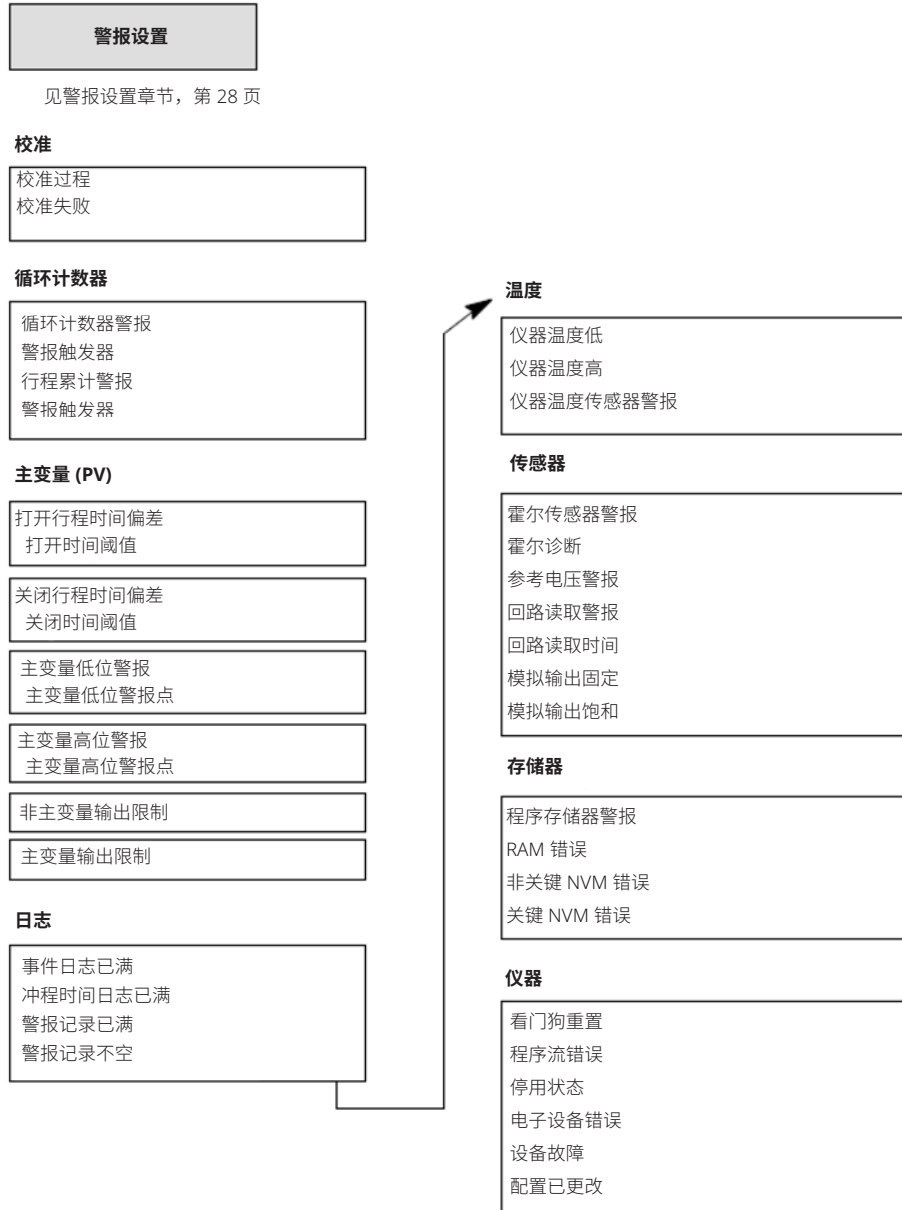 警报设置
见警报设置章节，第 28 页
校准
校准过程
校准失败
循环计数器
循环计数器警报
警报触发器
行程累计警报
警报触发器
主变量 (PV)
打开行程时间偏差
打开时间阈值
关闭行程时间偏差
关闭时间阈值
主变量低位警报
主变量低位警报点
主变量高位警报
主变量高位警报点
非主变量输出限制
主变量输出限制
日志
事件日志已满
冲程时间日志已满
警报记录已满
警报记录不空
温度
仪器温度低
仪器温度高
仪器温度传感器警报
传感器
霍尔传感器警报
霍尔诊断
参考电压警报
回路读取警报
回路读取时间
模拟输出固定
模拟输出饱和
存储器
程序存储器警报
RAM 错误
非关键 NVM 错误
关键 NVM 错误
仪器
看门狗重置
程序流错误
停用状态
电子设备错误
设备故障
配置已更改